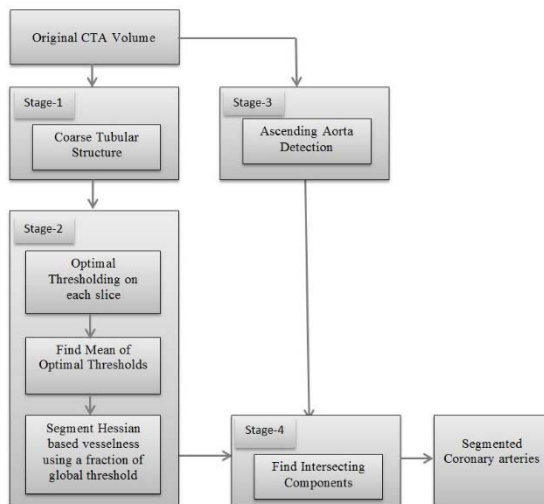 Original CTA Volume
Stage-1
Coarse Tubular
Structure
Stage-3
Ascending Aorta
Detection
Stage-2
Optimal
Thresholding on
each slice
Find Mean of
Optimal Thresholds
Segment Hessian
based vesselness
using a fraction of
global threshold
Stage-4
Find Intersecting
Components
Segmented
Coronary arteries